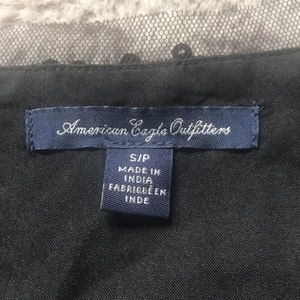 American Eagle Outfitters
S/P
MADE IN
INDIA
FABRIQUÉ EN
INDE